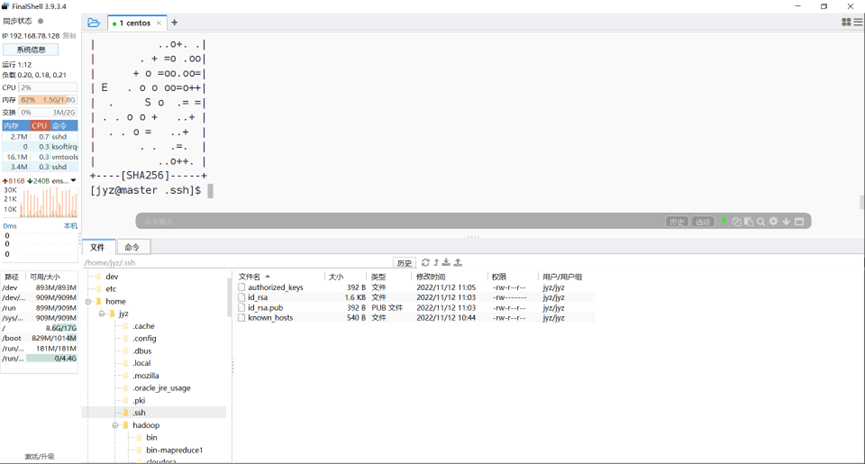 FinalShell 3.9.3.4
同步状态
IP 192.168.78.128 复制
系统信息
运行 1:12
负载 0.20, 0.18, 0.21
CPU 2%
内存 82% 1.5G/1.8G
交换 0% 3M/2G
内存 CPU 命令
2.7M 0.7 sshd
0 0.3 ksoftirq-
16.1M 0.3 vmtools
3.4M 0.3 sshd
816B 240B ens...
30K
21K
10K
0ms 本机
0
0
0
路径 可用/大小
/dev 893M/893M
/dev/... 909M/909M
/run 899M/909M
/sys/... 909M/909M
/ 8.6G/17G
/boot 829M/1014M
/run/... 181M/181M
/run/... 0/4.4G
激活/升级
1 centos × +
| ..o+. .|
| . + =o .oo|
| + o =oo.oo=|
| E . o o oo=o++|
| . S o .= =|
| . . o o + ..+ |
| . . o = ..+ |
| . . .=. |
| ..o++. |
+----[SHA256]-----+
[jyz@master .ssh]$
命令输入
历史 选项
文件 命令
/home/jyz/.ssh 历史
dev
etc
home
jyz
.cache
.config
.dbus
.local
.mozilla
.oracle_jre_usage
.pki
.ssh
hadoop
bin
bin-mapreduce1
cloudera
文件名 大小 类型 修改时间 权限 用户/用户组
authorized_keys 392 B 文件 2022/11/12 11:05 -rw-r--r-- jyz/jyz
id_rsa 1.6 KB 文件 2022/11/12 11:03 -rw------- jyz/jyz
id_rsa.pub 392 B PUB 文件 2022/11/12 11:03 -rw-r--r-- jyz/jyz
known_hosts 540 B 文件 2022/11/12 10:44 -rw-r--r-- jyz/jyz